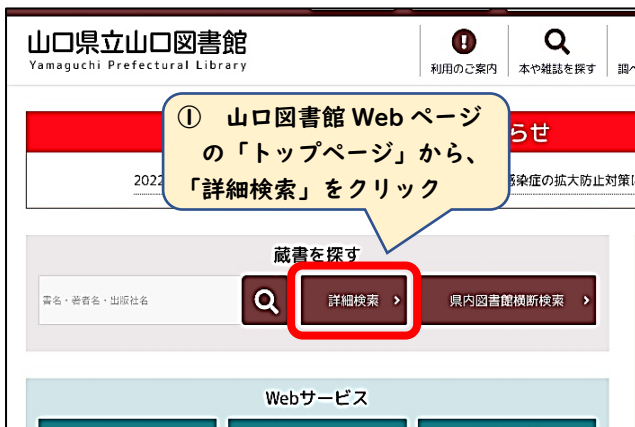 山口県立山口図書館
Yamaguchi Prefectural Library
利用のご案内
本や雑誌を探す
① 山口図書館 Web ページ
の「トップページ」から、
「詳細検索」をクリック
らせ
2022
感染症の拡大防止対策
蔵書を探す
書名・著者名・出版社名
詳細検索
県内図書館横断検索
Webサービス